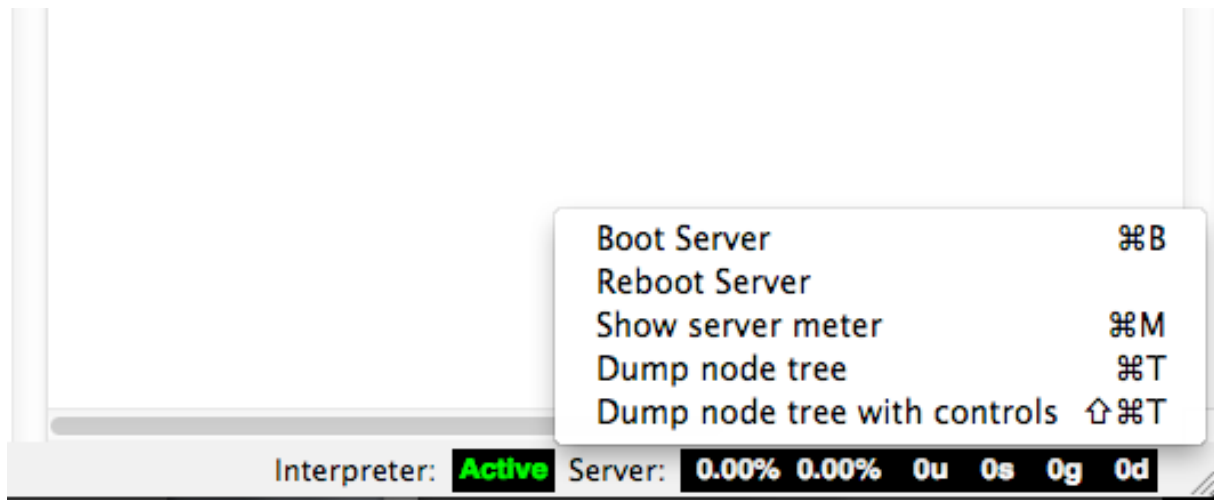 Boot Server ⌘B
Reboot Server
Show server meter ⌘M
Dump node tree ⌘T
Dump node tree with controls ⇧⌘T
Interpreter: Active Server: 0.00% 0.00% 0u 0s 0g 0d